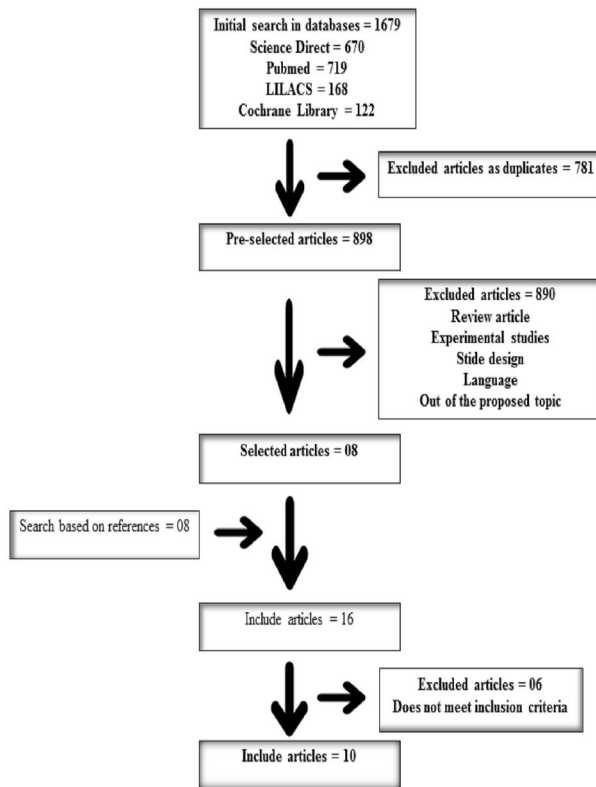 Initial search in databases = 1679
Science Direct = 670
Pubmed = 719
LILACS = 168
Cochrane Library = 122
Excluded articles as duplicates = 781
Pre-selected articles = 898
Excluded articles = 890
Review article
Experimental studies
Stide design
Language
Out of the proposed topic
Selected articles = 08
Search based on references = 08
Include articles = 16
Excluded articles = 06
Does not meet inclusion criteria
Include articles = 10